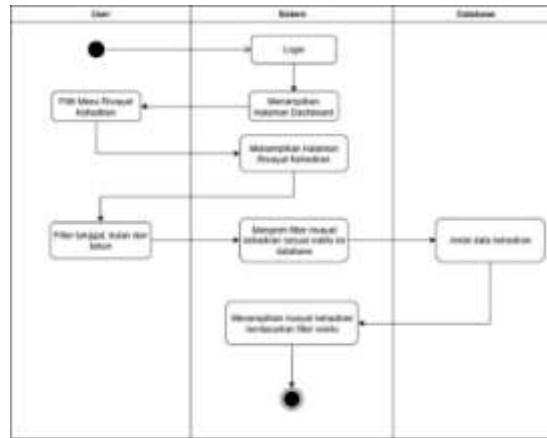 User
Sistem
Database
Login
Menampilkan
Halaman Dashboard
Pilih Menu Riwayat
Kehadiran
Menampilkan Halaman
Riwayat Kehadiran
Filter tanggal, bulan dan
tahun
Mengirim filter riwayat
kehadiran sesuai waktu ke
database
Ambil data kehadiran
Menampilkan riwayat kehadiran
berdasarkan filter waktu